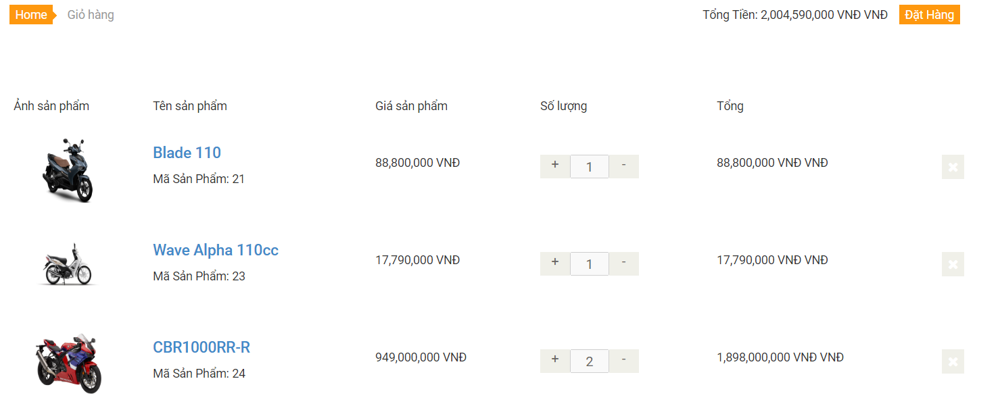 Home Giỏ hàng Tổng Tiền: 2,004,590,000 VNĐ VNĐ Đặt Hàng
Ảnh sản phẩm Tên sản phẩm Giá sản phẩm Số lượng Tổng
Blade 110
88,800,000 VNĐ + 1 - 88,800,000 VNĐ VNĐ
Mã Sản Phẩm: 21
Wave Alpha 110cc
17,790,000 VNĐ + 1 - 17,790,000 VNĐ VNĐ
Mã Sản Phẩm: 23
CBR1000RR-R
949,000,000 VNĐ + 2 - 1,898,000,000 VNĐ VNĐ
Mã Sản Phẩm: 24